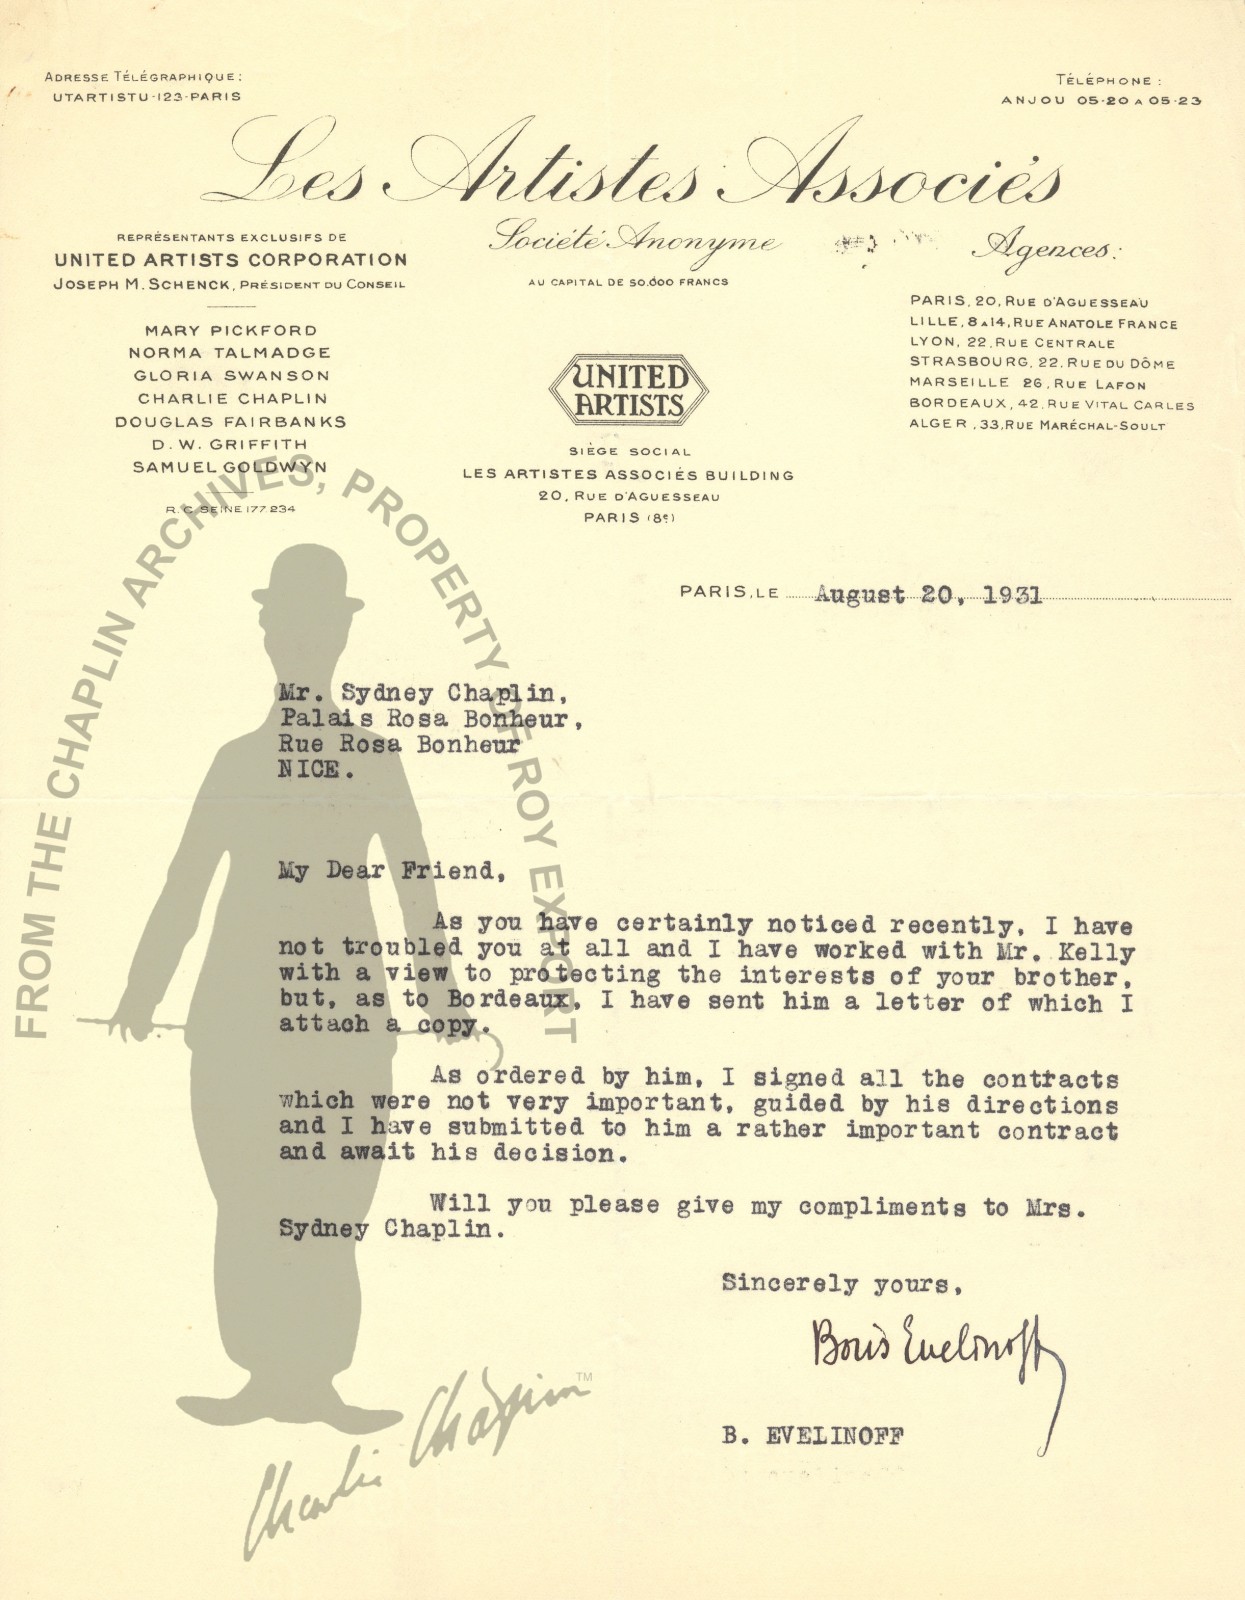 ADRESSE TÉLÉGRAPHIQUE:
UTARTISTU-123-PARIS
TÉLÉPHONE:
ANJOU 05-20 A 05-23
Les Artistes Associés
Société Anonyme
AU CAPITAL DE 50.000 FRANCS
REPRÉSENTANTS EXCLUSIFS DE
UNITED ARTISTS CORPORATION
JOSEPH M. SCHENCK, PRÉSIDENT DU CONSEIL
MARY PICKFORD
NORMA TALMADGE
GLORIA SWANSON
CHARLIE CHAPLIN
DOUGLAS FAIRBANKS
D. W. GRIFFITH
SAMUEL GOLDWYN
R. C. SEINE 177.234
UNITED
ARTISTS
SIÈGE SOCIAL
LES ARTISTES ASSOCIÉS BUILDING
20, RUE D'AGUESSEAU
PARIS (8e)
Agences:
PARIS, 20, RUE D'AGUESSEAU
LILLE, 8 A 14, RUE ANATOLE FRANCE
LYON, 22, RUE CENTRALE
STRASBOURG, 22, RUE DU DÔME
MARSEILLE 26, RUE LAFON
BORDEAUX, 42, RUE VITAL CARLES
ALGER, 33, RUE MARÉCHAL-SOULT
PARIS, LE August 20, 1931
Mr. Sydney Chaplin,
Palais Rosa Bonheur,
Rue Rosa Bonheur
NICE.
My Dear Friend,
As you have certainly noticed recently, I have
not troubled you at all and I have worked with Mr. Kelly
with a view to protecting the interests of your brother,
but, as to Bordeaux, I have sent him a letter of which I
attach a copy.
As ordered by him, I signed all the contracts
which were not very important, guided by his directions
and I have submitted to him a rather important contract
and await his decision.
Will you please give my compliments to Mrs.
Sydney Chaplin.
Sincerely yours,
Boris Evelinoff
B. EVELINOFF
FROM THE CHAPLIN ARCHIVES, PROPERTY OF ROY EXPORT
Charlie Chaplin TM